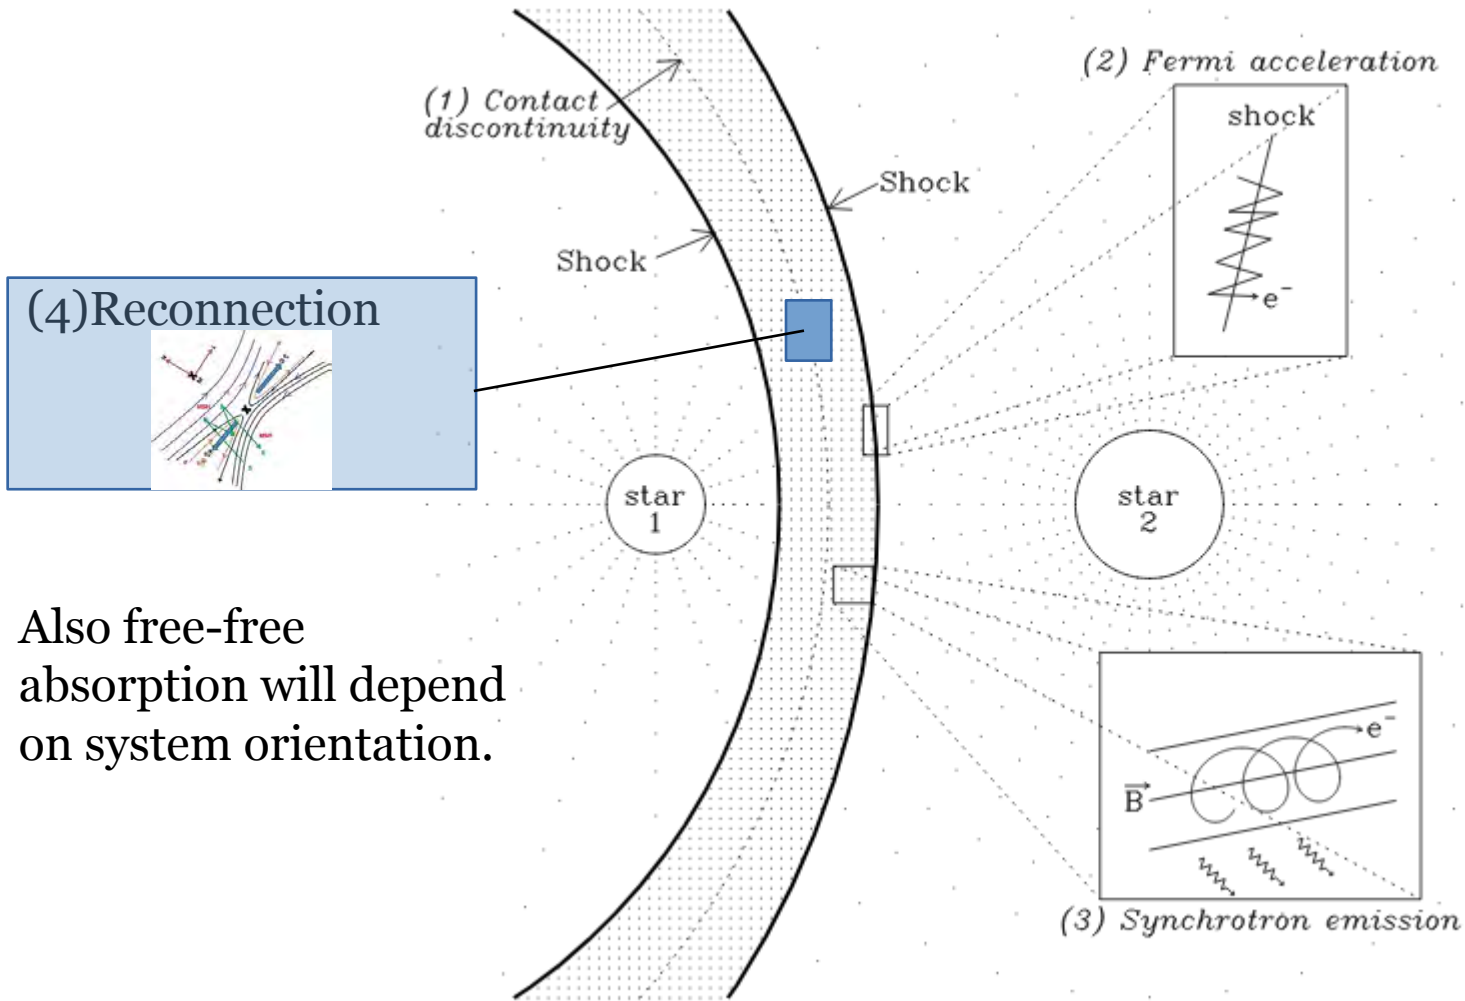 (2) Fermi acceleration
shock
e⁻
(1) Contact
discontinuity
Shock
Shock
(4)Reconnection
star
1
star
2
Also free-free
absorption will depend
on system orientation.
e⁻
B
(3) Synchrotron emission